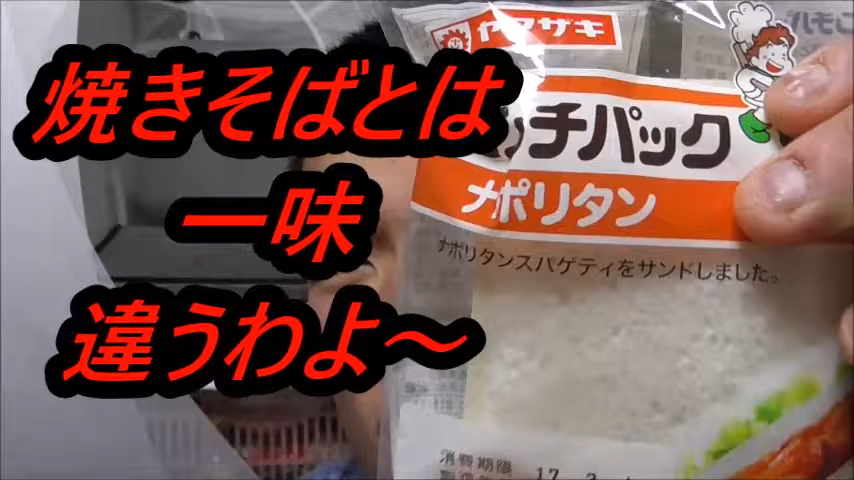 焼きそばとは
一味
違うわよ~
ヤマザキ
ッチパック
ナポリタン
ナポリタンスパゲティをサンドしました。
消費期限 17